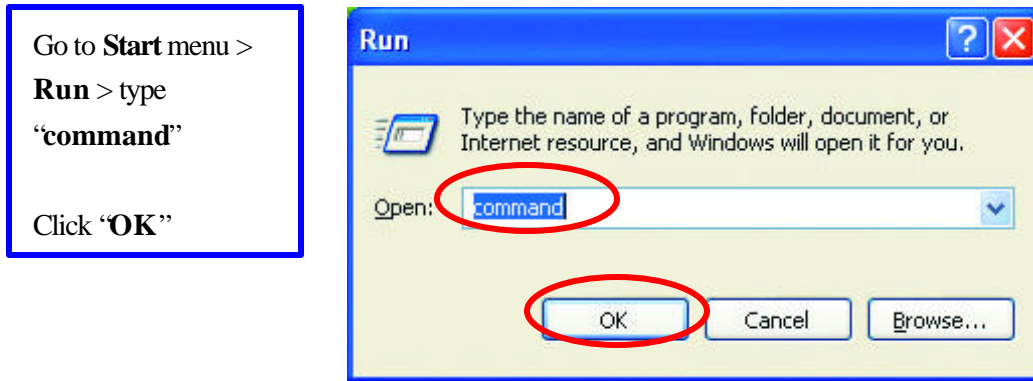 Go to Start menu >
Run > type
“command”
Click “OK”
Run
Type the name of a program, folder, document, or
Internet resource, and Windows will open it for you.
Open: command
OK Cancel Browse...